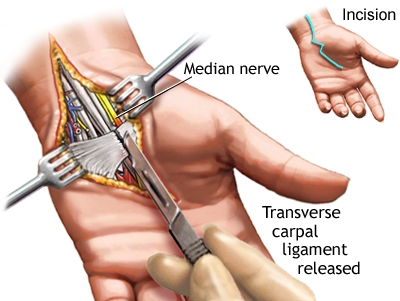 Incision
Median nerve
Transverse
carpal
ligament
released